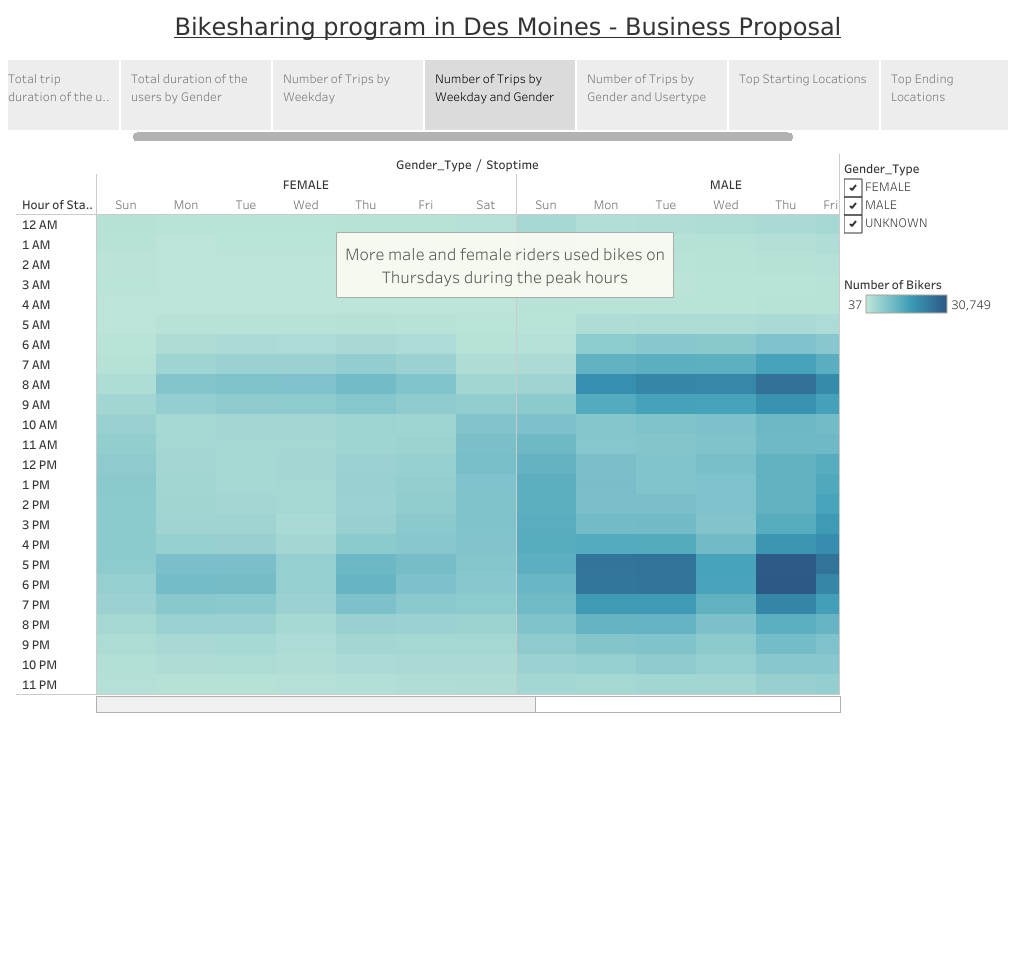 Bikesharing program in Des Moines - Business Proposal
Total trip
duration of the u..
Total duration of the
users by Gender
Number of Trips by
Weekday
Number of Trips by
Weekday and Gender
Number of Trips by
Gender and Usertype
Top Starting Locations
Top Ending
Locations
Gender_Type / Stoptime
FEMALE MALE
Hour of Sta.. Sun Mon Tue Wed Thu Fri Sat Sun Mon Tue Wed Thu Fri
12 AM
1 AM
2 AM
3 AM
4 AM
5 AM
6 AM
7 AM
8 AM
9 AM
10 AM
11 AM
12 PM
1 PM
2 PM
3 PM
4 PM
5 PM
6 PM
7 PM
8 PM
9 PM
10 PM
11 PM
More male and female riders used bikes on
Thursdays during the peak hours
Gender_Type
FEMALE
MALE
UNKNOWN
Number of Bikers
37 30,749